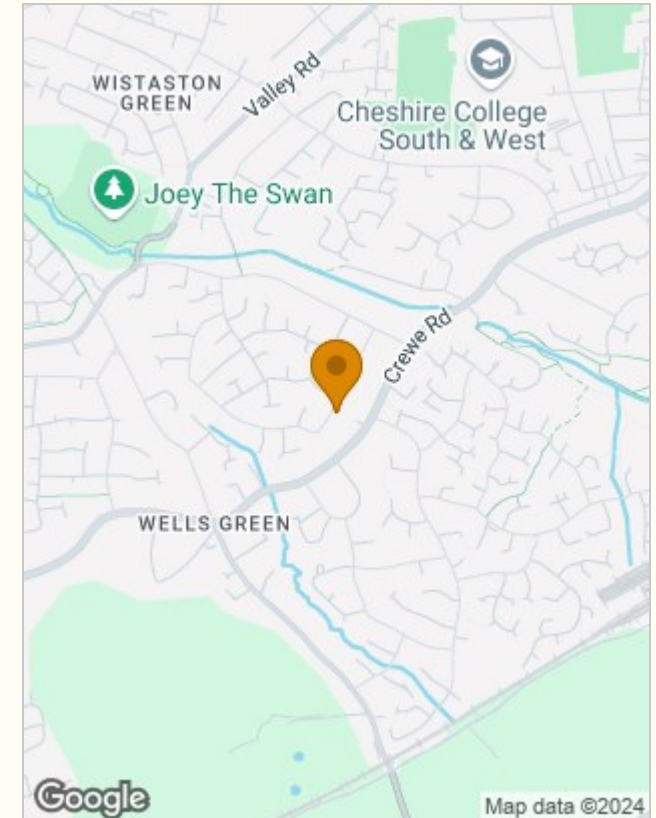 WISTASTON
GREEN
Valley Rd
Cheshire College
South & West
Joey The Swan
Crewe Rd
WELLS GREEN
Google
Map data ©2024